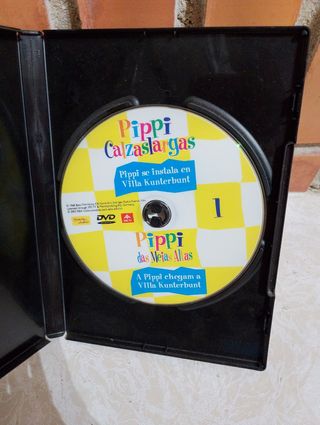 Pippi
Calzaslargas
Pippi se instala en
Villa Kunterbunt
1
DVD
Pippi
das Meias Altas
A Pippi chegam a
Villa Kunterbunt